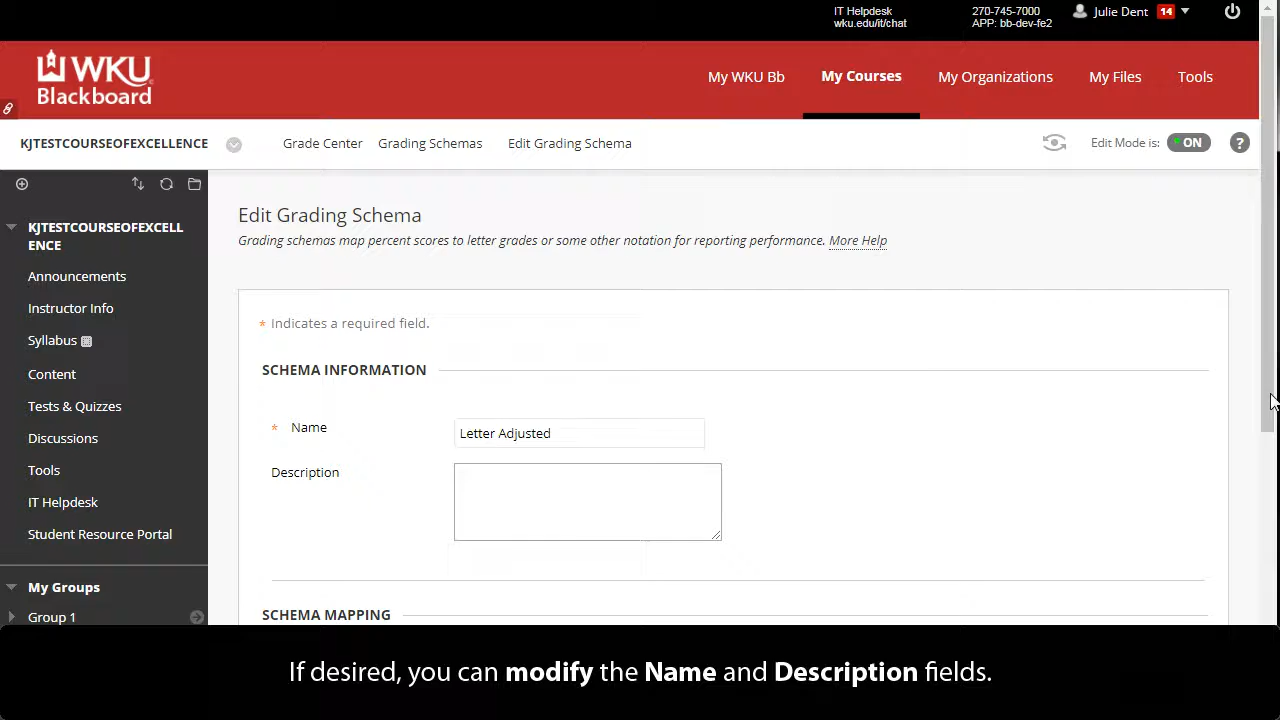 IT Helpdesk
wku.edu/it/chat
270-745-7000
APP: bb-dev-fe2
Julie Dent 14
WKU
Blackboard
My WKU Bb My Courses My Organizations My Files Tools
KJTESTCOURSEOFEXCELLENCE Grade Center Grading Schemas Edit Grading Schema Edit Mode is: ON ?
KJTESTCOURSEOFEXCELL
ENCE
Announcements
Instructor Info
Syllabus
Content
Tests & Quizzes
Discussions
Tools
IT Helpdesk
Student Resource Portal
My Groups
Group 1
Edit Grading Schema
Grading schemas map percent scores to letter grades or some other notation for reporting performance. More Help
* Indicates a required field.
SCHEMA INFORMATION
* Name Letter Adjusted
Description
SCHEMA MAPPING
If desired, you can modify the Name and Description fields.